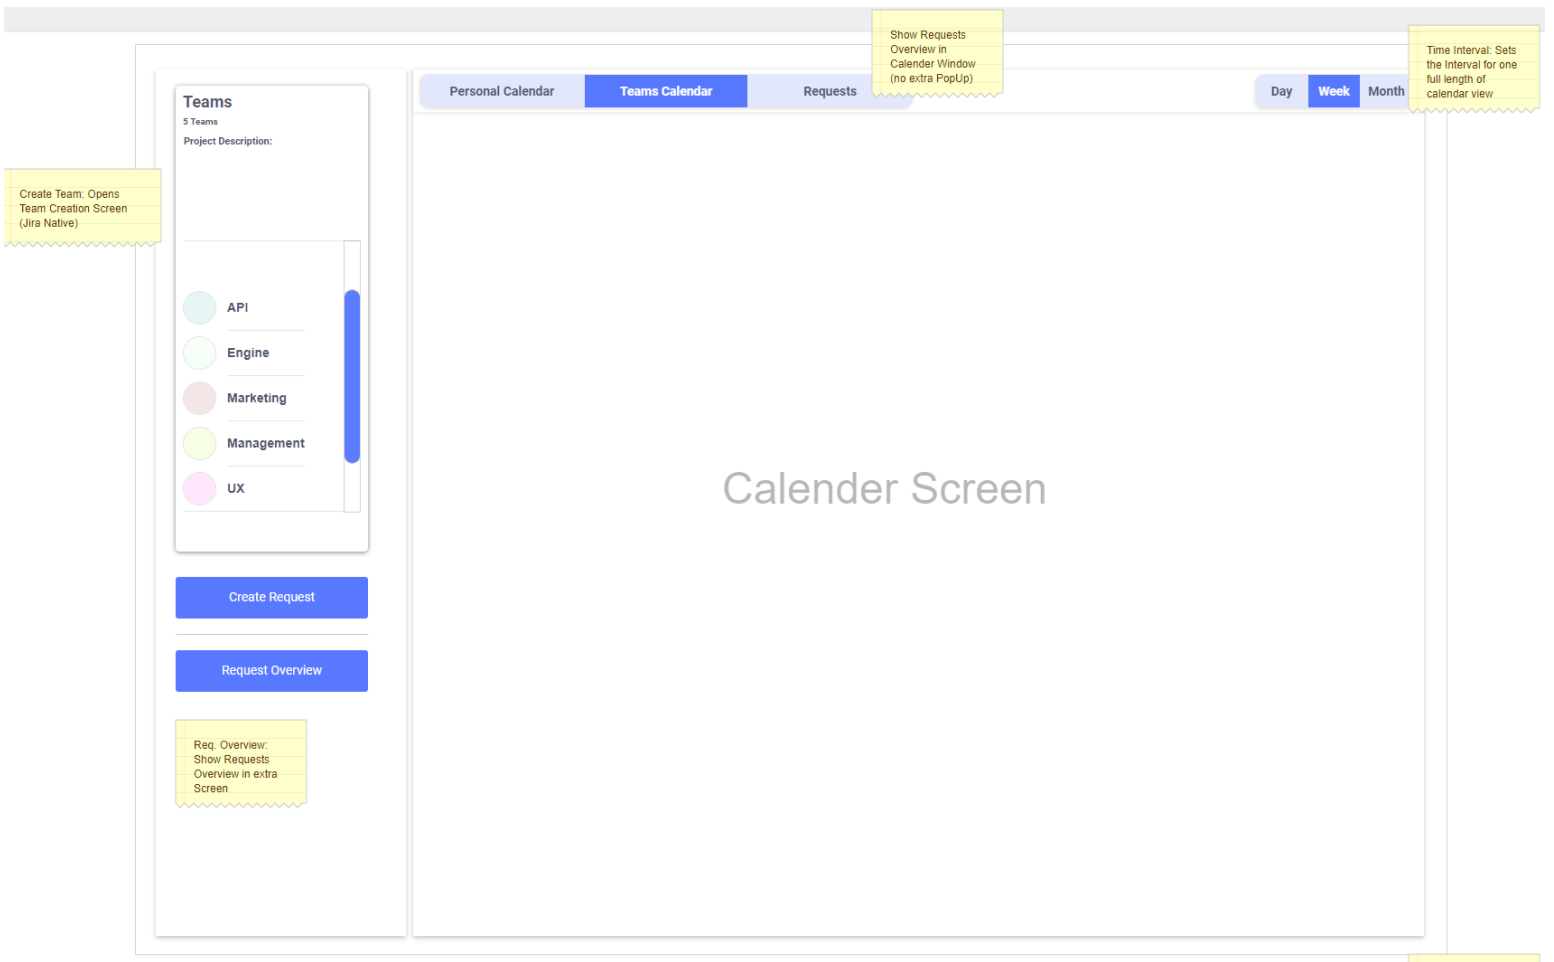 Show Requests
Overview in
Calender Window
(no extra PopUp)
Time Interval: Sets
the Interval for one
full length of
calendar view
Personal Calendar
Teams Calendar
Requests
Day
Week
Month
Teams
5 Teams
Project Description:
Create Team: Opens
Team Creation Screen
(Jira Native)
API
Engine
Marketing
Management
UX
Calender Screen
Create Request
Request Overview
Req. Overview:
Show Requests
Overview in extra
Screen